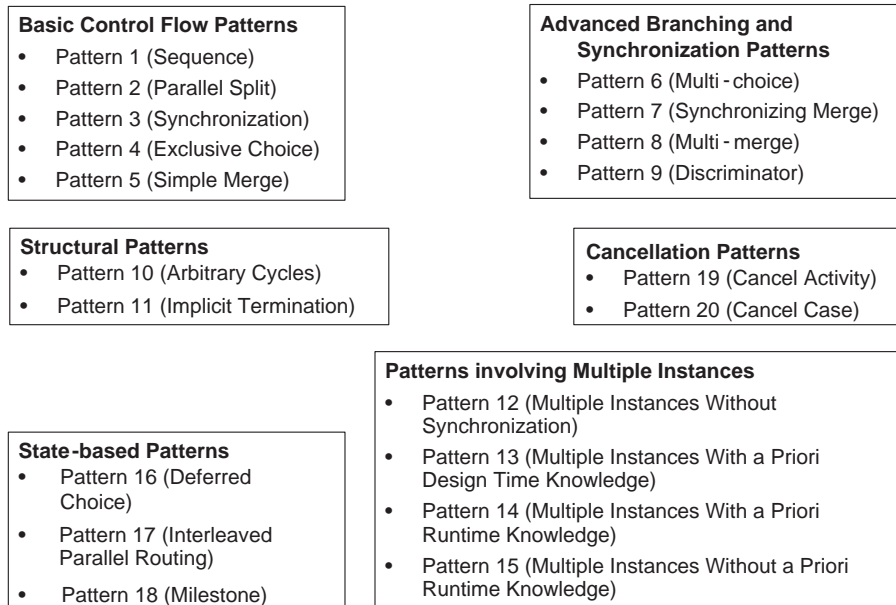 Basic Control Flow Patterns
• Pattern 1 (Sequence)
• Pattern 2 (Parallel Split)
• Pattern 3 (Synchronization)
• Pattern 4 (Exclusive Choice)
• Pattern 5 (Simple Merge)
Advanced Branching and
Synchronization Patterns
• Pattern 6 (Multi-choice)
• Pattern 7 (Synchronizing Merge)
• Pattern 8 (Multi-merge)
• Pattern 9 (Discriminator)
Structural Patterns
• Pattern 10 (Arbitrary Cycles)
• Pattern 11 (Implicit Termination)
Cancellation Patterns
• Pattern 19 (Cancel Activity)
• Pattern 20 (Cancel Case)
Patterns involving Multiple Instances
• Pattern 12 (Multiple Instances Without
Synchronization)
• Pattern 13 (Multiple Instances With a Priori
Design Time Knowledge)
• Pattern 14 (Multiple Instances With a Priori
Runtime Knowledge)
• Pattern 15 (Multiple Instances Without a Priori
Runtime Knowledge)
State-based Patterns
• Pattern 16 (Deferred
Choice)
• Pattern 17 (Interleaved
Parallel Routing)
• Pattern 18 (Milestone)